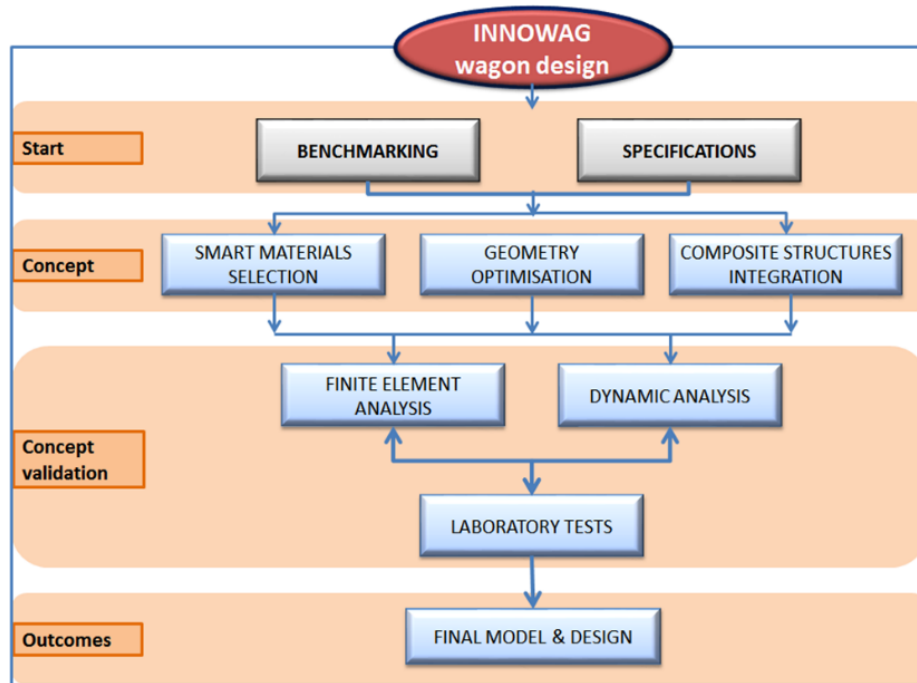 INNOWAG
wagon design
Start
BENCHMARKING
SPECIFICATIONS
Concept
SMART MATERIALS
SELECTION
GEOMETRY
OPTIMISATION
COMPOSITE STRUCTURES
INTEGRATION
Concept
validation
FINITE ELEMENT
ANALYSIS
DYNAMIC ANALYSIS
LABORATORY TESTS
Outcomes
FINAL MODEL & DESIGN